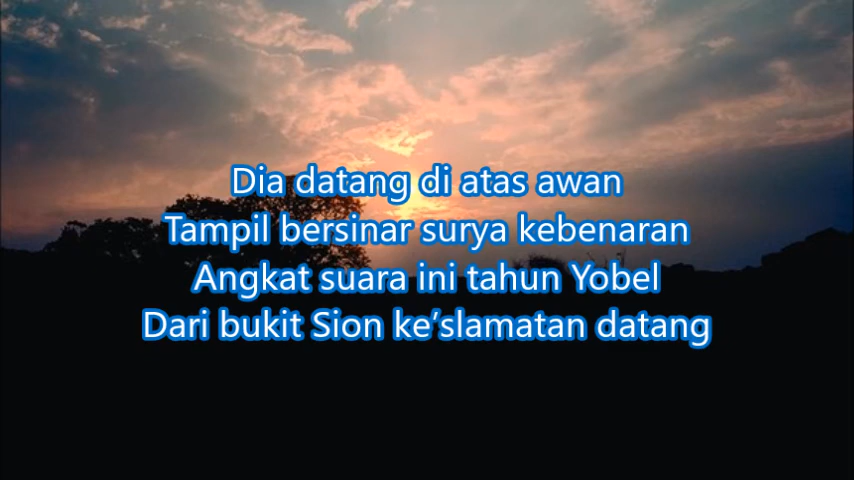 Dia datang di atas awan
Tampil bersinar surya kebenaran
Angkat suara ini tahun Yobel
Dari bukit Sion ke’slamatan datang